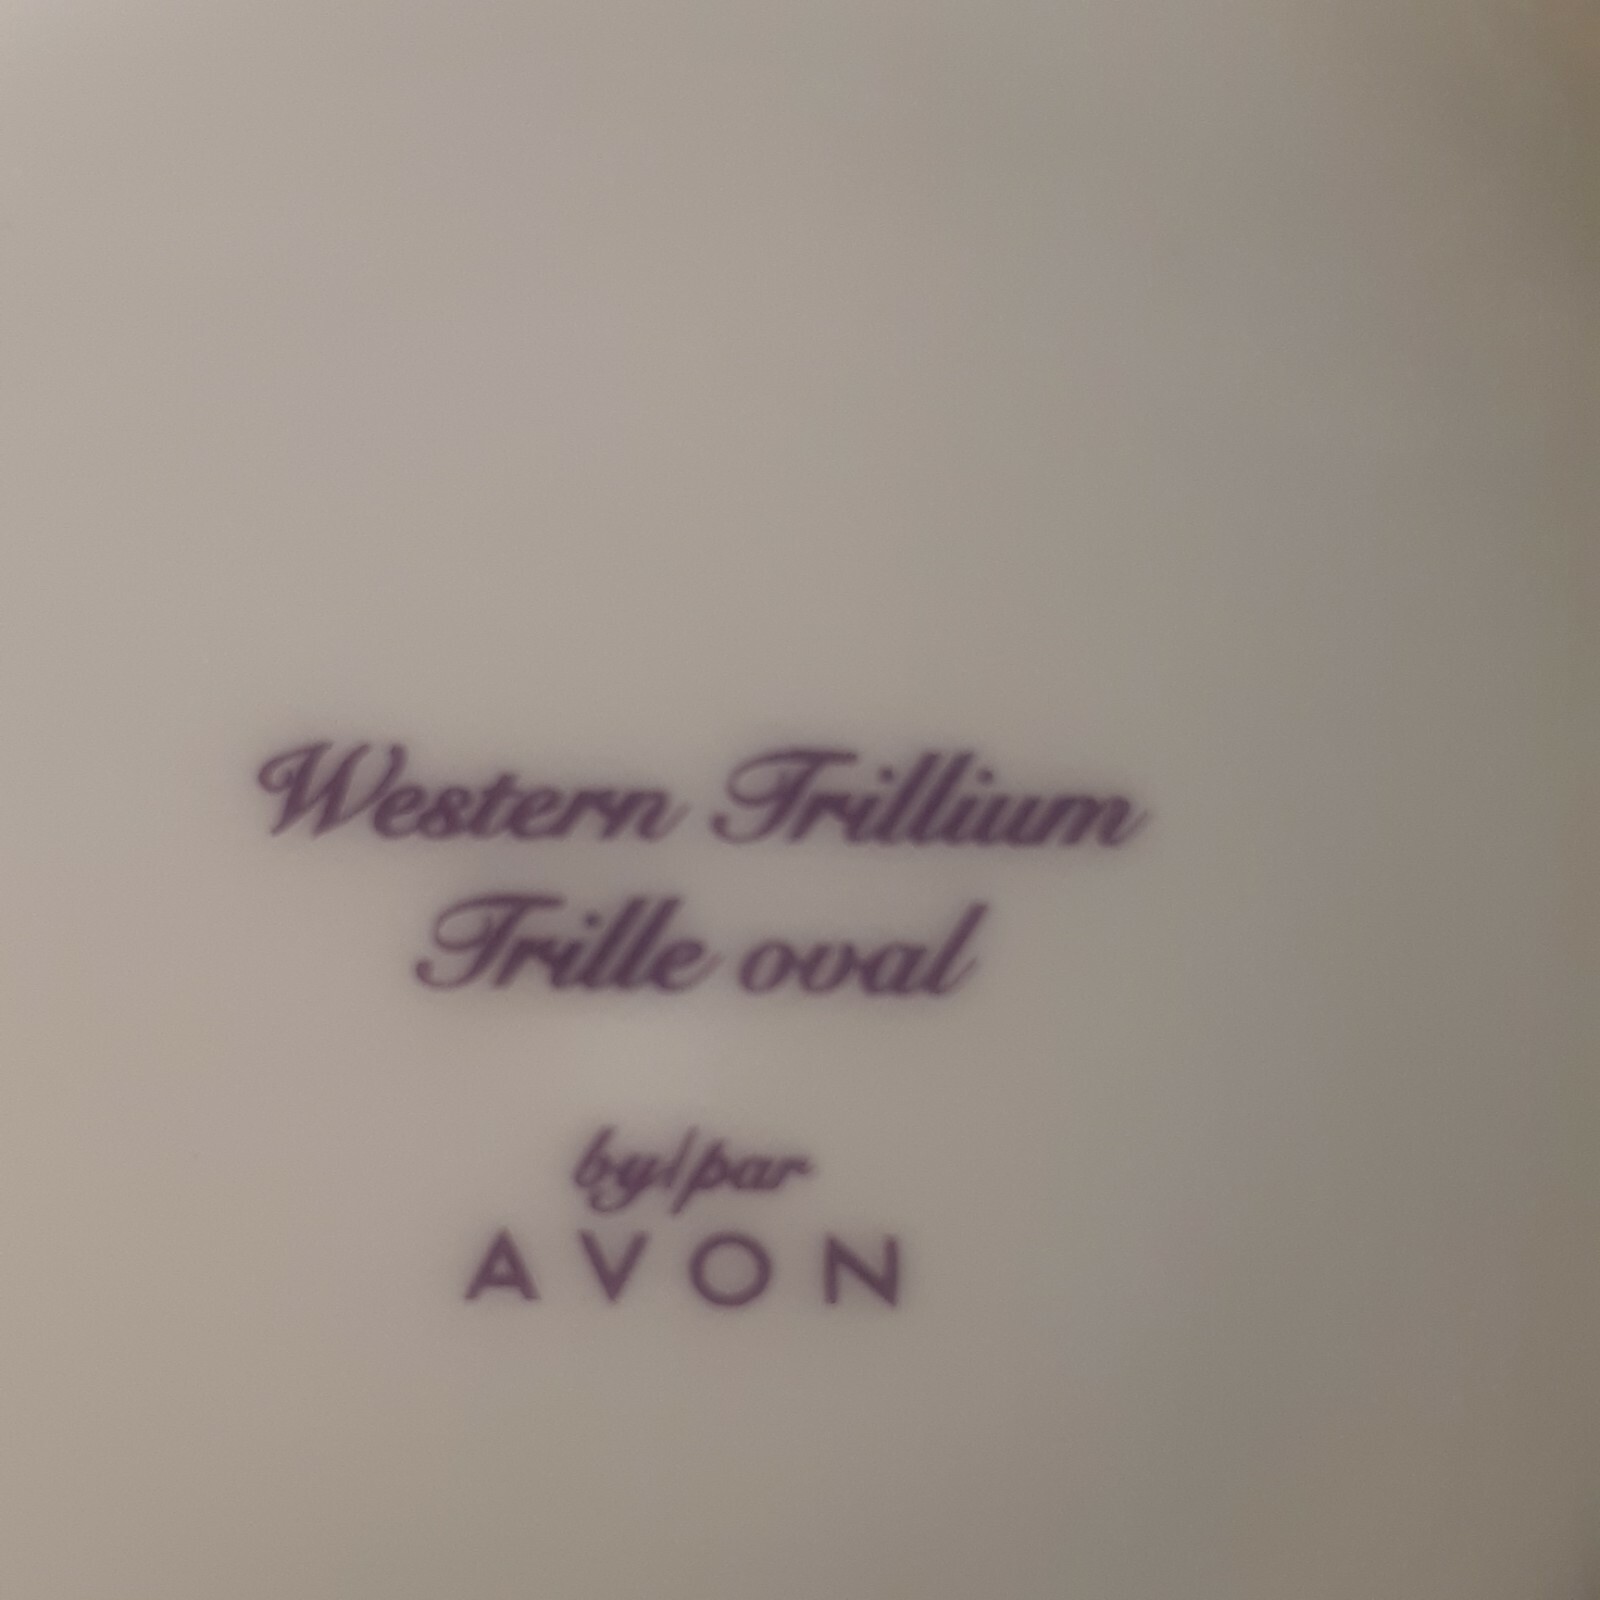 Western Trillium
Trille oval
by/par
AVON